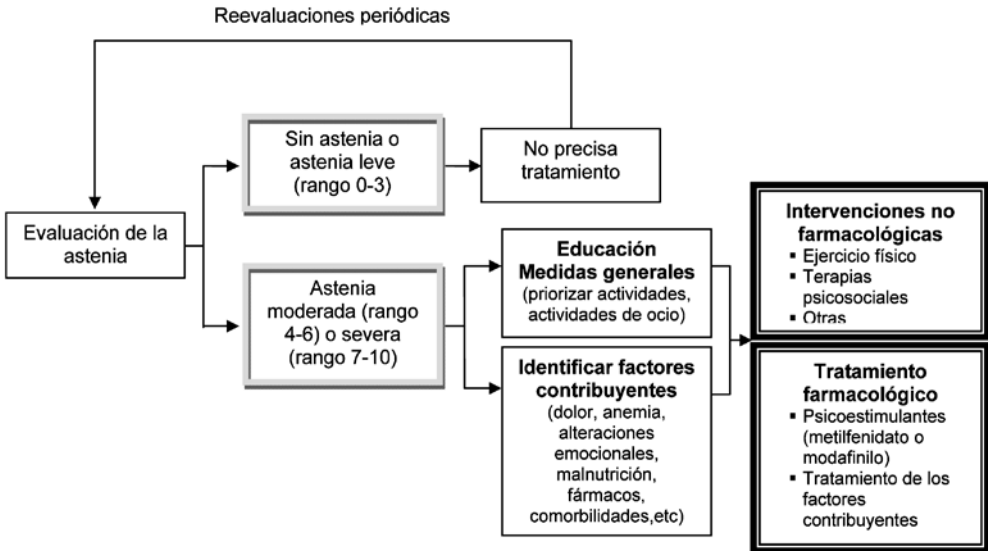 Reevaluaciones periódicas
Sin astenia o
astenia leve
(rango 0-3)
No precisa
tratamiento
Evaluación de la
astenia
Astenia
moderada (rango
4-6) o severa
(rango 7-10)
Educación
Medidas generales
(priorizar actividades,
actividades de ocio)
Identificar factores
contribuyentes
(dolor, anemia,
alteraciones
emocionales,
malnutrición,
fármacos,
comorbilidades,etc)
Intervenciones no
farmacológicas
▪ Ejercicio físico
▪ Terapias
psicosociales
▪ Otras
Tratamiento
farmacológico
▪ Psicoestimulantes
(metilfenidato o
modafinilo)
▪ Tratamiento de los
factores
contribuyentes